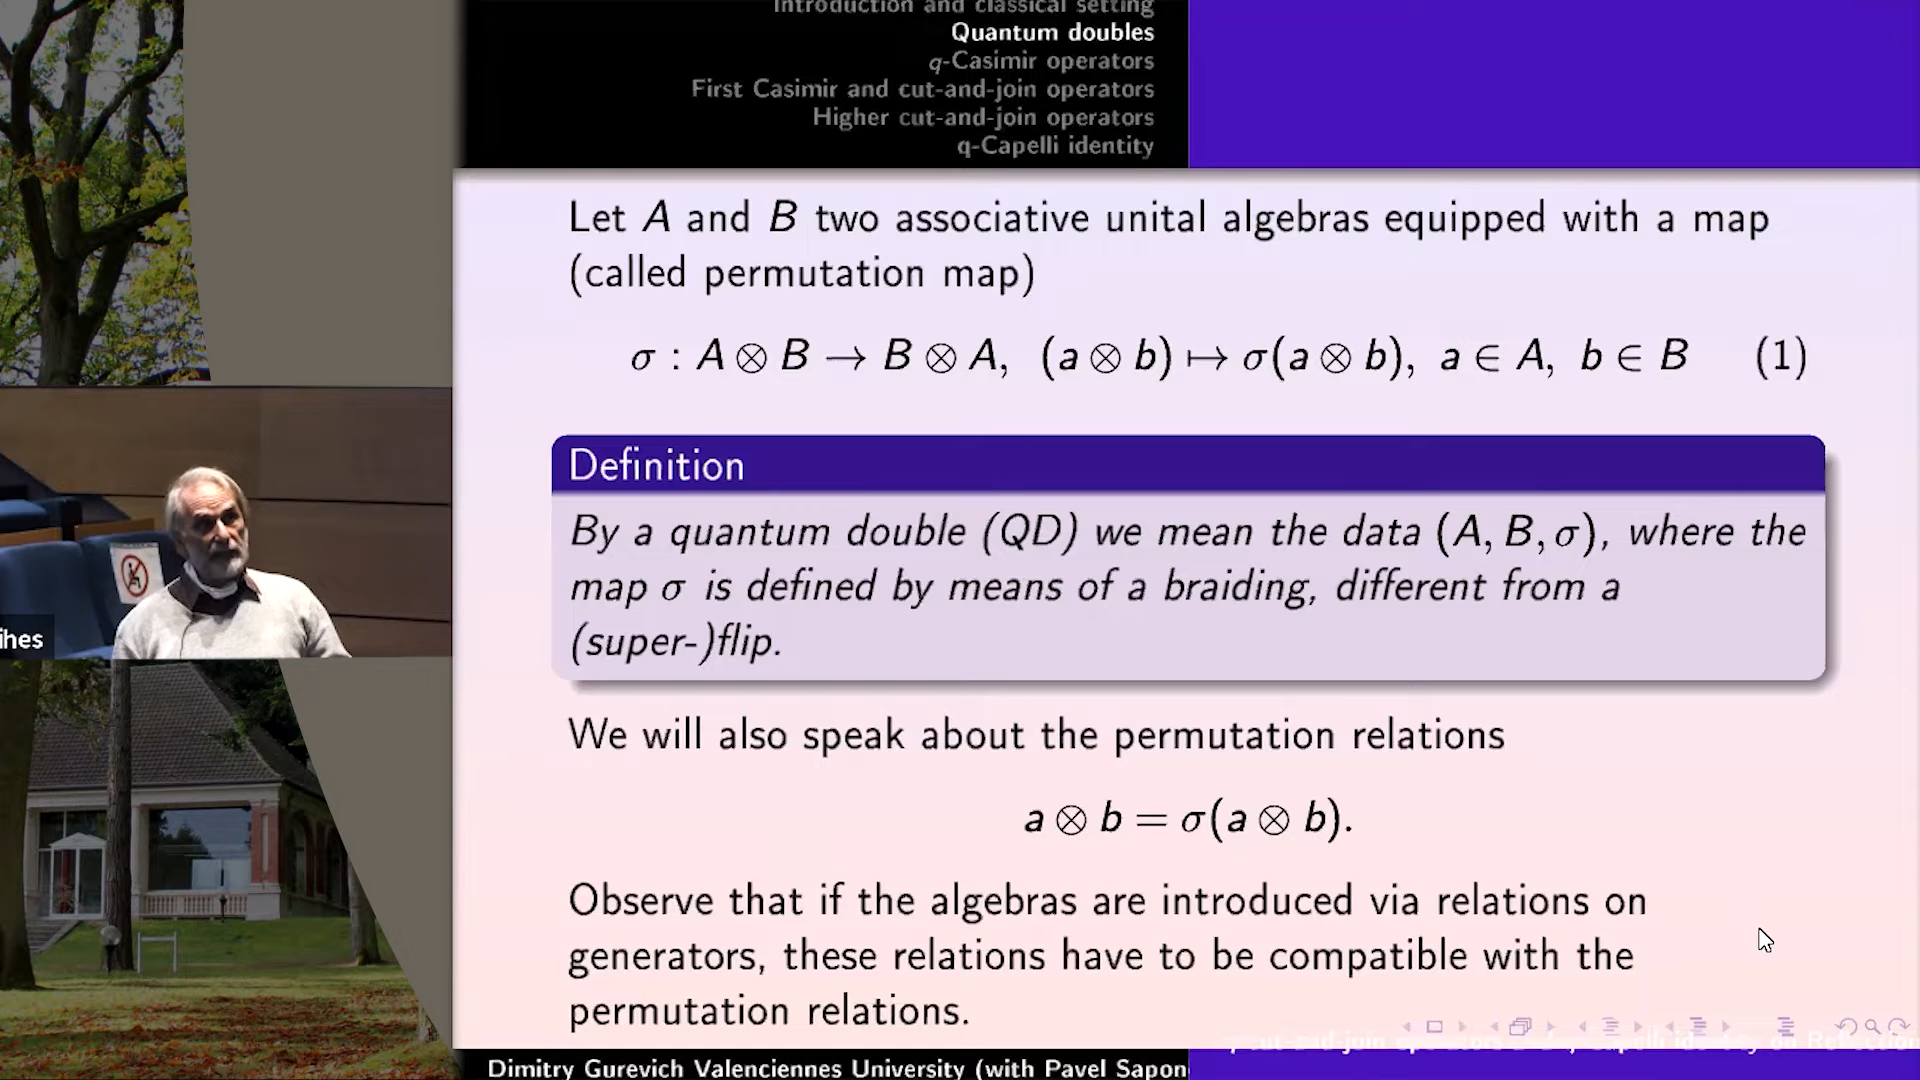 Introduction and classical setting
Quantum doubles
q-Casimir operators
First Casimir and cut-and-join operators
Higher cut-and-join operators
q-Capelli identity
Let A and B two associative unital algebras equipped with a map
(called permutation map)
σ : A ⊗ B → B ⊗ A, (a ⊗ b) ↦ σ(a ⊗ b), a ∈ A, b ∈ B (1)
Definition
By a quantum double (QD) we mean the data (A, B, σ), where the
map σ is defined by means of a braiding, different from a
(super-)flip.
We will also speak about the permutation relations
a ⊗ b = σ(a ⊗ b).
Observe that if the algebras are introduced via relations on
generators, these relations have to be compatible with the
permutation relations.
ihes
Dimitry Gurevich Valenciennes University (with Pavel Sapon